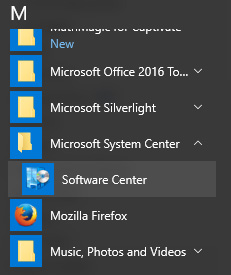 M
MathMagic for Captivate
New
Microsoft Office 2016 To...
Microsoft Silverlight
Microsoft System Center
Software Center
Mozilla Firefox
Music, Photos and Videos